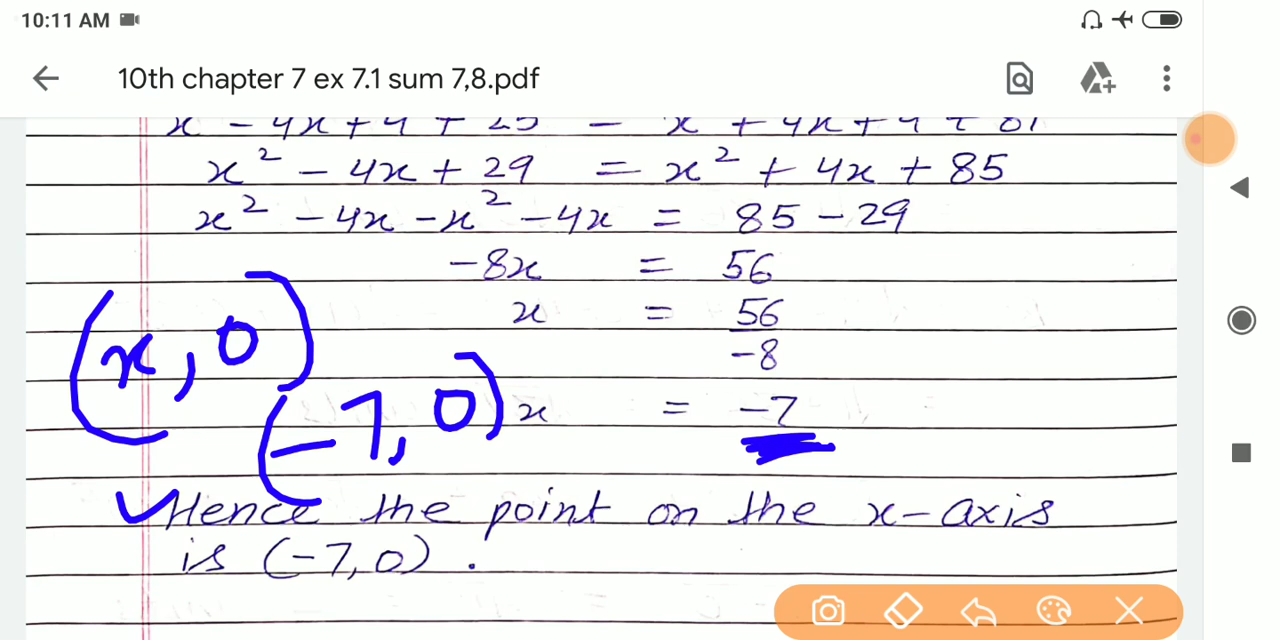 10:11 AM
10th chapter 7 ex 7.1 sum 7,8.pdf
x² - 4x + 29 = x² + 4x + 85
x² - 4x - x² - 4x = 85 - 29
-8x = 56
x = 56
-8
(x, 0)
(-7, 0)
x = -7
Hence the point on the x-axis
is (-7, 0).